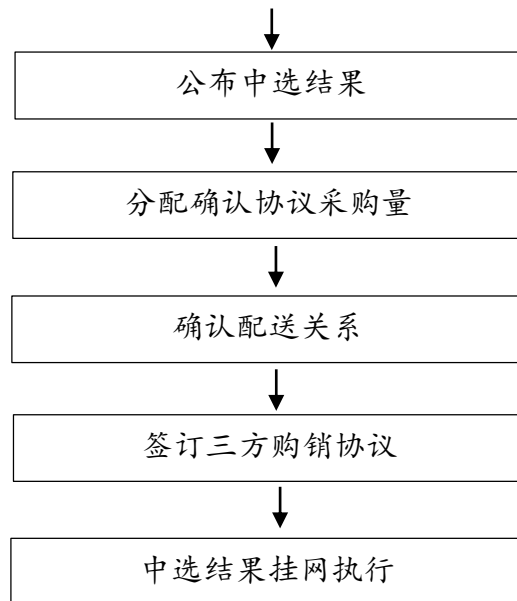 公布中选结果
分配确认协议采购量
确认配送关系
签订三方购销协议
中选结果挂网执行